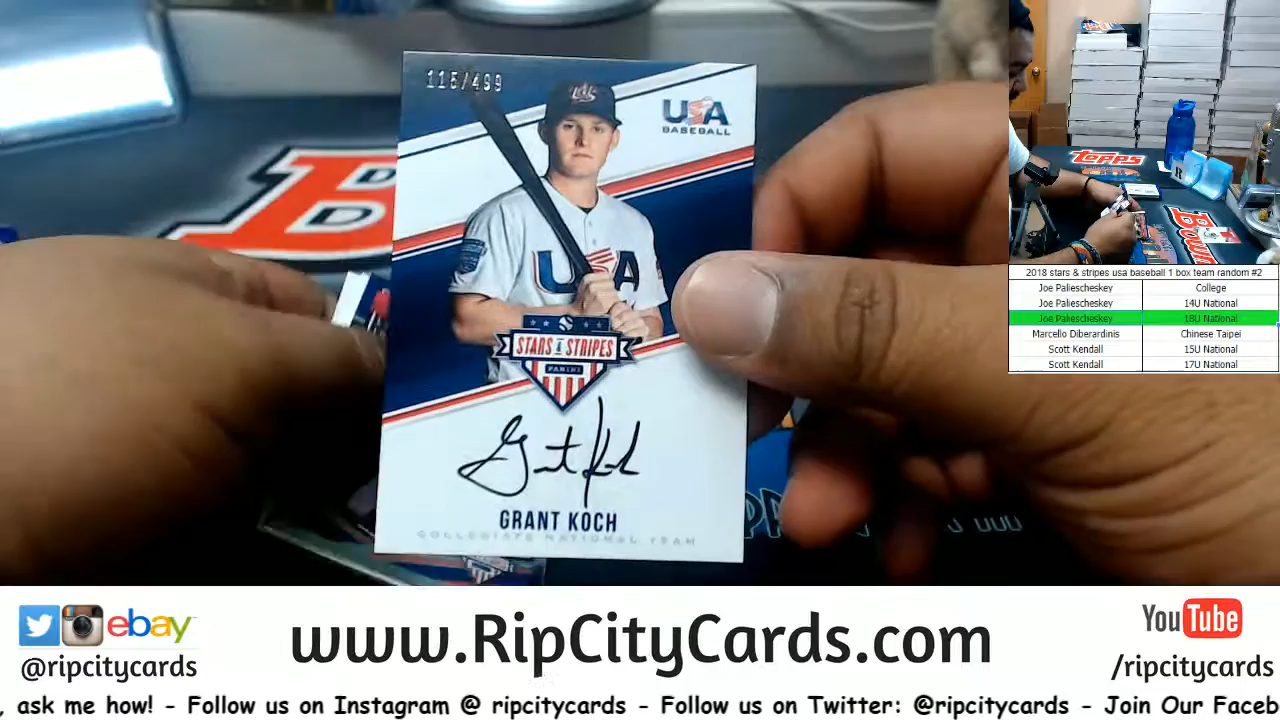 115/499
USA
BASEBALL
USA
STARS & STRIPES
PANINI
Grant Koch
GRANT KOCH
COLLEGIATE NATIONAL TEAM
B
D
D
topps
Bowm
2018 stars & stripes usa baseball 1 box team random #2
Joe Paliescheskey College
Joe Paliescheskey 14U National
Joe Paliescheskey 18U National
Marcello Diberardinis Chinese Taipei
Scott Kendall 15U National
Scott Kendall 17U National
ebay
@ripcitycards
www.RipCityCards.com
YouTube
/ripcitycards
, ask me how! - Follow us on Instagram @ ripcitycards - Follow us on Twitter: @ripcitycards - Join Our Faceb